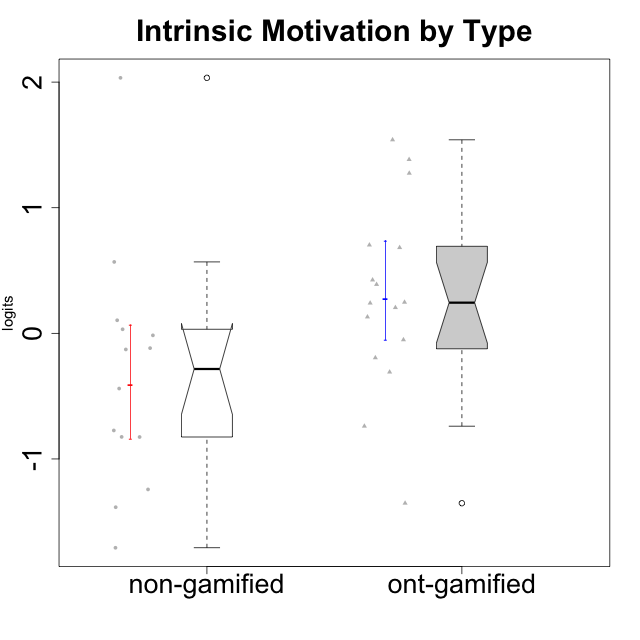 Intrinsic Motivation by Type
2
1
0
-1
logits
non-gamified
ont-gamified